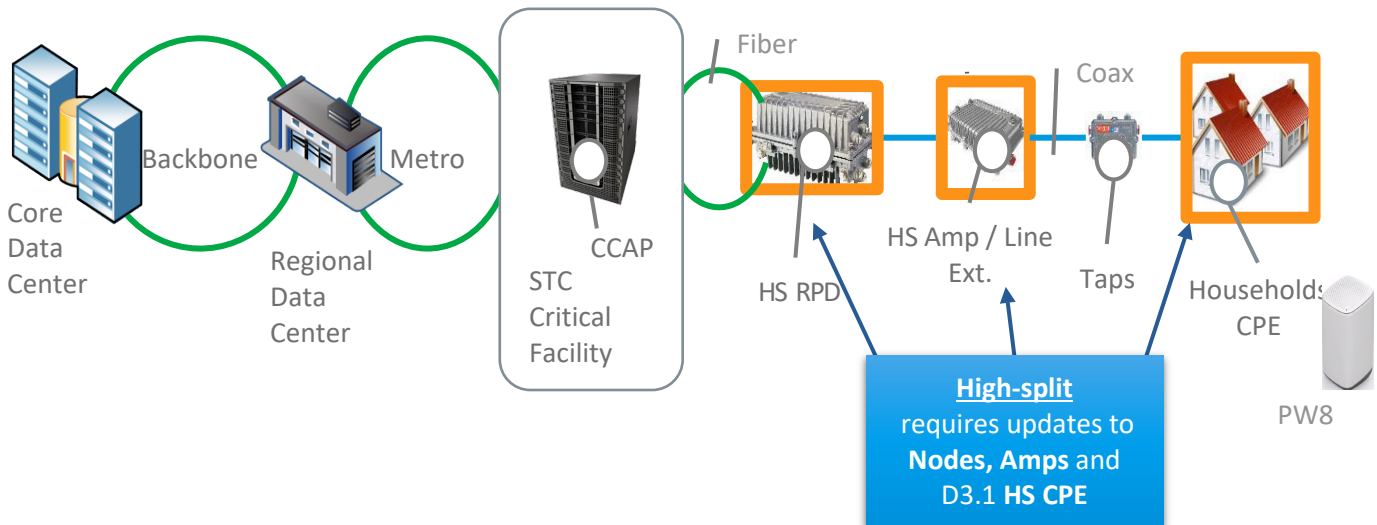 Fiber
Coax
Backbone
Metro
Core
Data
Center
Regional
Data
Center
CCAP
STC
Critical
Facility
HS RPD
HS Amp / Line
Ext.
Taps
Households
CPE
PW8
High-split
requires updates to
Nodes, Amps and
D3.1 HS CPE